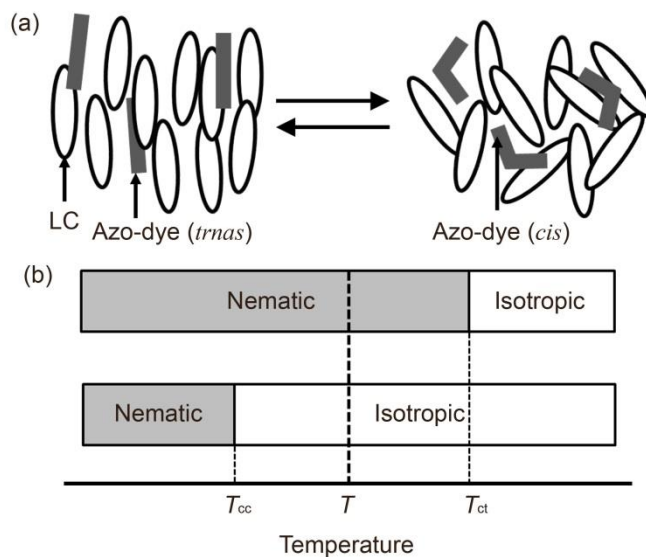 (a)
LC
Azo-dye (trnas)
Azo-dye (cis)
(b)
Nematic
Isotropic
Nematic
Isotropic
Tcc
T
Tct
Temperature